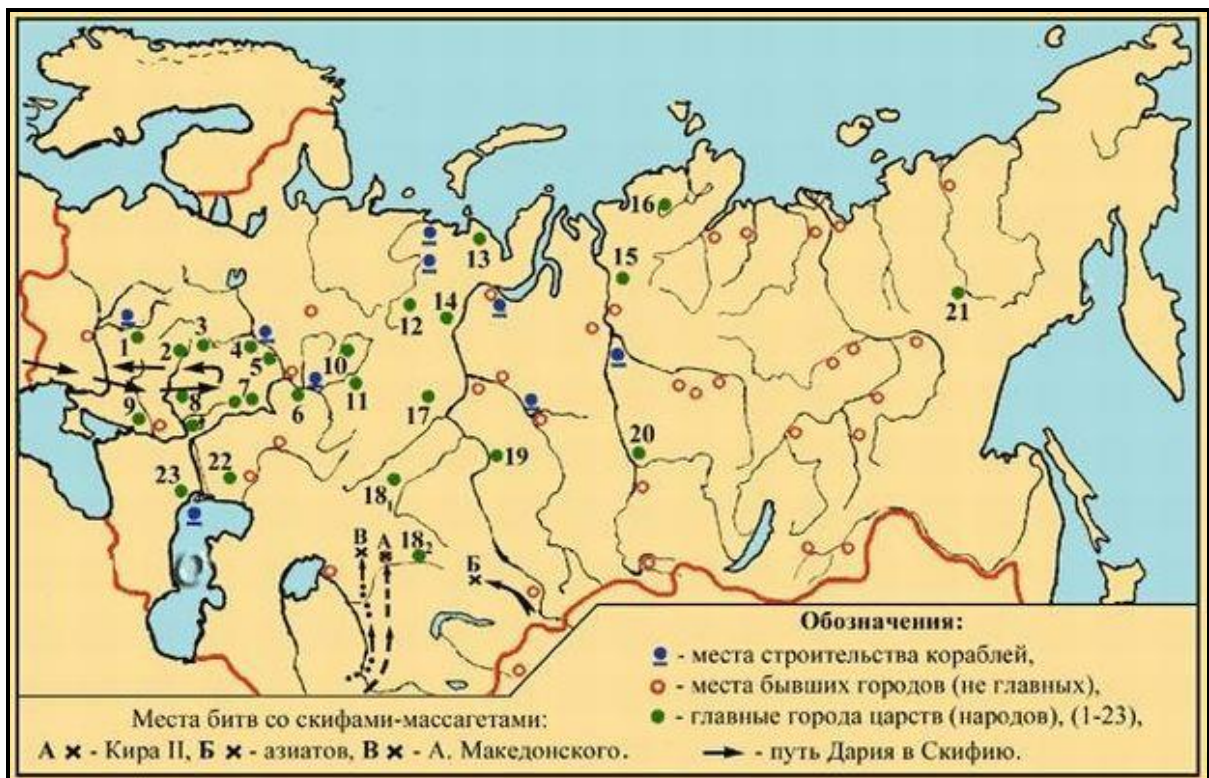 16
13
15
14
12
21
3
1
2
4
5
10
11
7
8
6
9
17
20
19
22
23
18₁
В
А
18₂
Б
Обозначения:
- места строительства кораблей,
- места бывших городов (не главных),
- главные города царств (народов), (1-23),
- путь Дария в Скифию.
Места битв со скифами-массагетами:
А × - Кира II, Б × - азиатов, В × - А. Македонского.